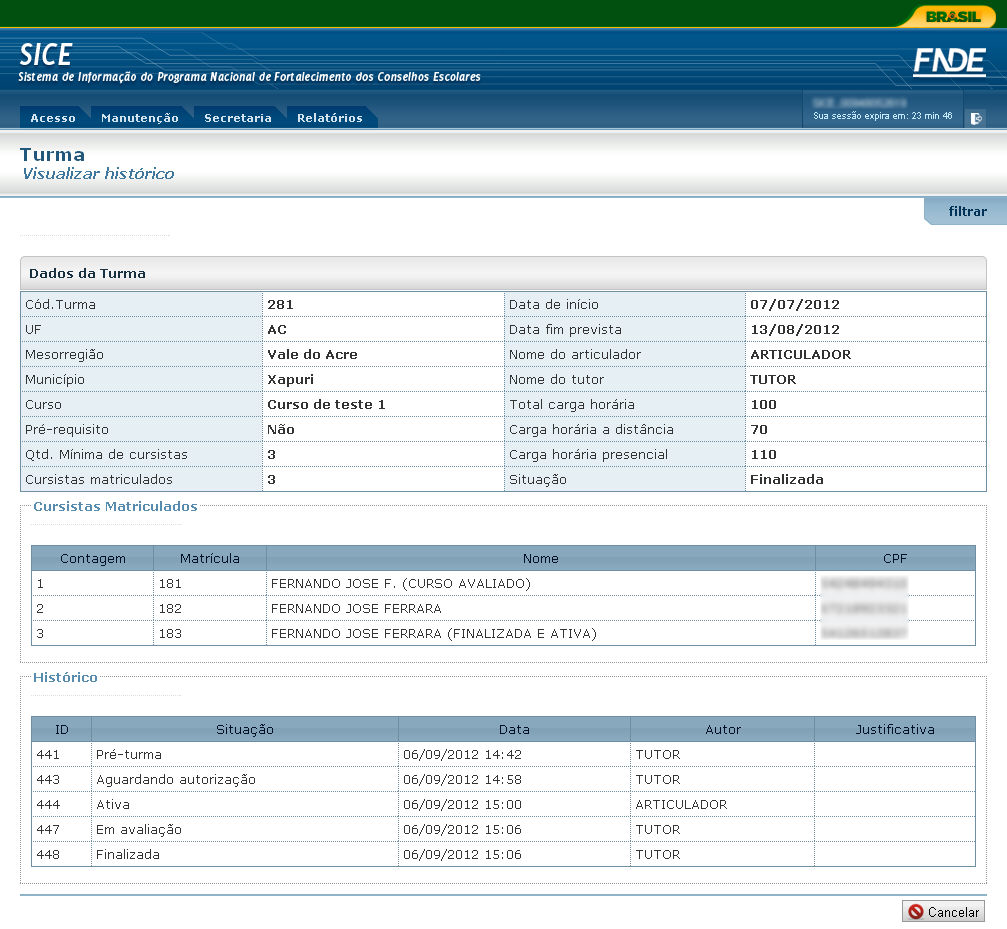 BRASIL
SICE
Sistema de Informação do Programa Nacional de Fortalecimento dos Conselhos Escolares
FNDE
Acesso Manutenção Secretaria Relatórios
Sua sessão expira em: 23 min 46
Turma
Visualizar histórico
filtrar
Dados da Turma
Cód.Turma 281 Data de início 07/07/2012
UF AC Data fim prevista 13/08/2012
Mesorregião Vale do Acre Nome do articulador ARTICULADOR
Município Xapuri Nome do tutor TUTOR
Curso Curso de teste 1 Total carga horária 100
Pré-requisito Não Carga horária a distância 70
Qtd. Mínima de cursistas 3 Carga horária presencial 110
Cursistas matriculados 3 Situação Finalizada
Cursistas Matriculados
Contagem Matrícula Nome CPF
1 181 FERNANDO JOSE F. (CURSO AVALIADO)
2 182 FERNANDO JOSE FERRARA
3 183 FERNANDO JOSE FERRARA (FINALIZADA E ATIVA)
Histórico
ID Situação Data Autor Justificativa
441 Pré-turma 06/09/2012 14:42 TUTOR
443 Aguardando autorização 06/09/2012 14:58 TUTOR
444 Ativa 06/09/2012 15:00 ARTICULADOR
447 Em avaliação 06/09/2012 15:06 TUTOR
448 Finalizada 06/09/2012 15:06 TUTOR
Cancelar